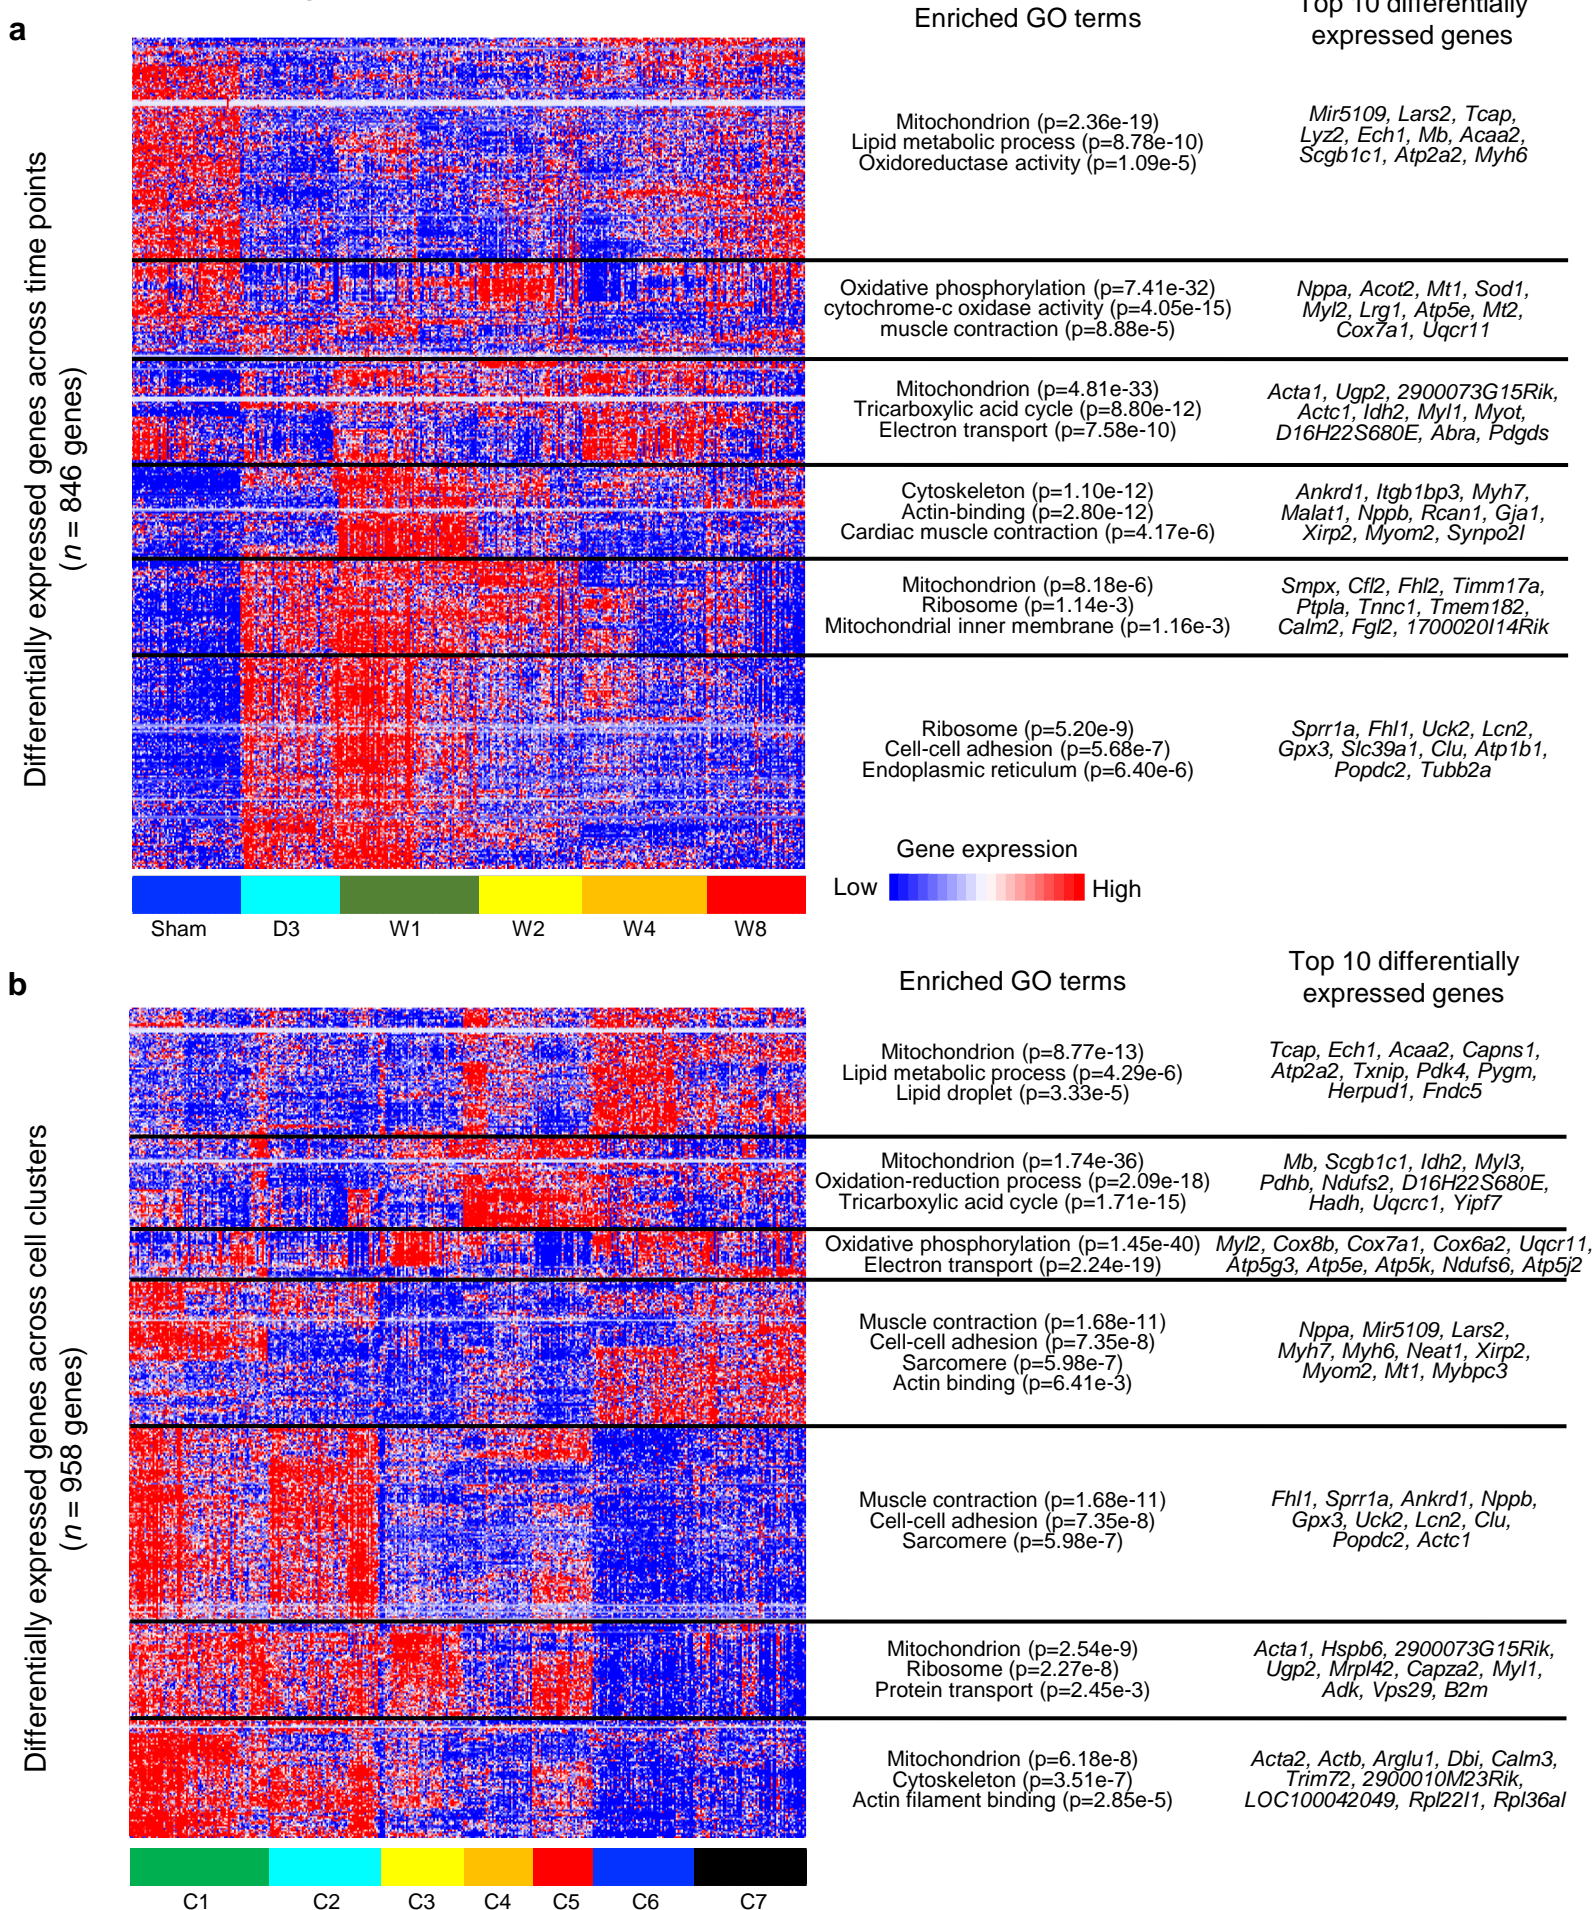 a
Enriched GO terms
Top 10 differentially
expressed genes
Differentially expressed genes across time points
(n = 846 genes)
Mitochondrion (p=2.36e-19)
Lipid metabolic process (p=8.78e-10)
Oxidoreductase activity (p=1.09e-5)
Mir5109, Lars2, Tcap,
Lyz2, Ech1, Mb, Acaa2,
Scgb1c1, Atp2a2, Myh6
Oxidative phosphorylation (p=7.41e-32)
cytochrome-c oxidase activity (p=4.05e-15)
muscle contraction (p=8.88e-5)
Nppa, Acot2, Mt1, Sod1,
Myl2, Lrg1, Atp5e, Mt2,
Cox7a1, Uqcr11
Mitochondrion (p=4.81e-33)
Tricarboxylic acid cycle (p=8.80e-12)
Electron transport (p=7.58e-10)
Acta1, Ugp2, 2900073G15Rik,
Actc1, Idh2, Myl1, Myot,
D16H22S680E, Abra, Pdgds
Cytoskeleton (p=1.10e-12)
Actin-binding (p=2.80e-12)
Cardiac muscle contraction (p=4.17e-6)
Ankrd1, Itgb1bp3, Myh7,
Malat1, Nppb, Rcan1, Gja1,
Xirp2, Myom2, Synpo2l
Mitochondrion (p=8.18e-6)
Ribosome (p=1.14e-3)
Mitochondrial inner membrane (p=1.16e-3)
Smpx, Cfl2, Fhl2, Timm17a,
Ptpla, Tnnc1, Tmem182,
Calm2, Fgl2, 1700020I14Rik
Ribosome (p=5.20e-9)
Cell-cell adhesion (p=5.68e-7)
Endoplasmic reticulum (p=6.40e-6)
Sprr1a, Fhl1, Uck2, Lcn2,
Gpx3, Slc39a1, Clu, Atp1b1,
Popdc2, Tubb2a
Gene expression
Low High
Sham D3 W1 W2 W4 W8
b
Enriched GO terms
Top 10 differentially
expressed genes
Differentially expressed genes across cell clusters
(n = 958 genes)
Mitochondrion (p=8.77e-13)
Lipid metabolic process (p=4.29e-6)
Lipid droplet (p=3.33e-5)
Tcap, Ech1, Acaa2, Capns1,
Atp2a2, Txnip, Pdk4, Pygm,
Herpud1, Fndc5
Mitochondrion (p=1.74e-36)
Oxidation-reduction process (p=2.09e-18)
Tricarboxylic acid cycle (p=1.71e-15)
Mb, Scgb1c1, Idh2, Myl3,
Pdhb, Ndufs2, D16H22S680E,
Hadh, Uqcrc1, Yipf7
Oxidative phosphorylation (p=1.45e-40)
Electron transport (p=2.24e-19)
Myl2, Cox8b, Cox7a1, Cox6a2, Uqcr11,
Atp5g3, Atp5e, Atp5k, Ndufs6, Atp5j2
Muscle contraction (p=1.68e-11)
Cell-cell adhesion (p=7.35e-8)
Sarcomere (p=5.98e-7)
Actin binding (p=6.41e-3)
Nppa, Mir5109, Lars2,
Myh7, Myh6, Neat1, Xirp2,
Myom2, Mt1, Mybpc3
Muscle contraction (p=1.68e-11)
Cell-cell adhesion (p=7.35e-8)
Sarcomere (p=5.98e-7)
Fhl1, Sprr1a, Ankrd1, Nppb,
Gpx3, Uck2, Lcn2, Clu,
Popdc2, Actc1
Mitochondrion (p=2.54e-9)
Ribosome (p=2.27e-8)
Protein transport (p=2.45e-3)
Acta1, Hspb6, 2900073G15Rik,
Ugp2, Mrpl42, Capza2, Myl1,
Adk, Vps29, B2m
Mitochondrion (p=6.18e-8)
Cytoskeleton (p=3.51e-7)
Actin filament binding (p=2.85e-5)
Acta2, Actb, Arglu1, Dbi, Calm3,
Trim72, 2900010M23Rik,
LOC100042049, Rpl22l1, Rpl36al
C1 C2 C3 C4 C5 C6 C7